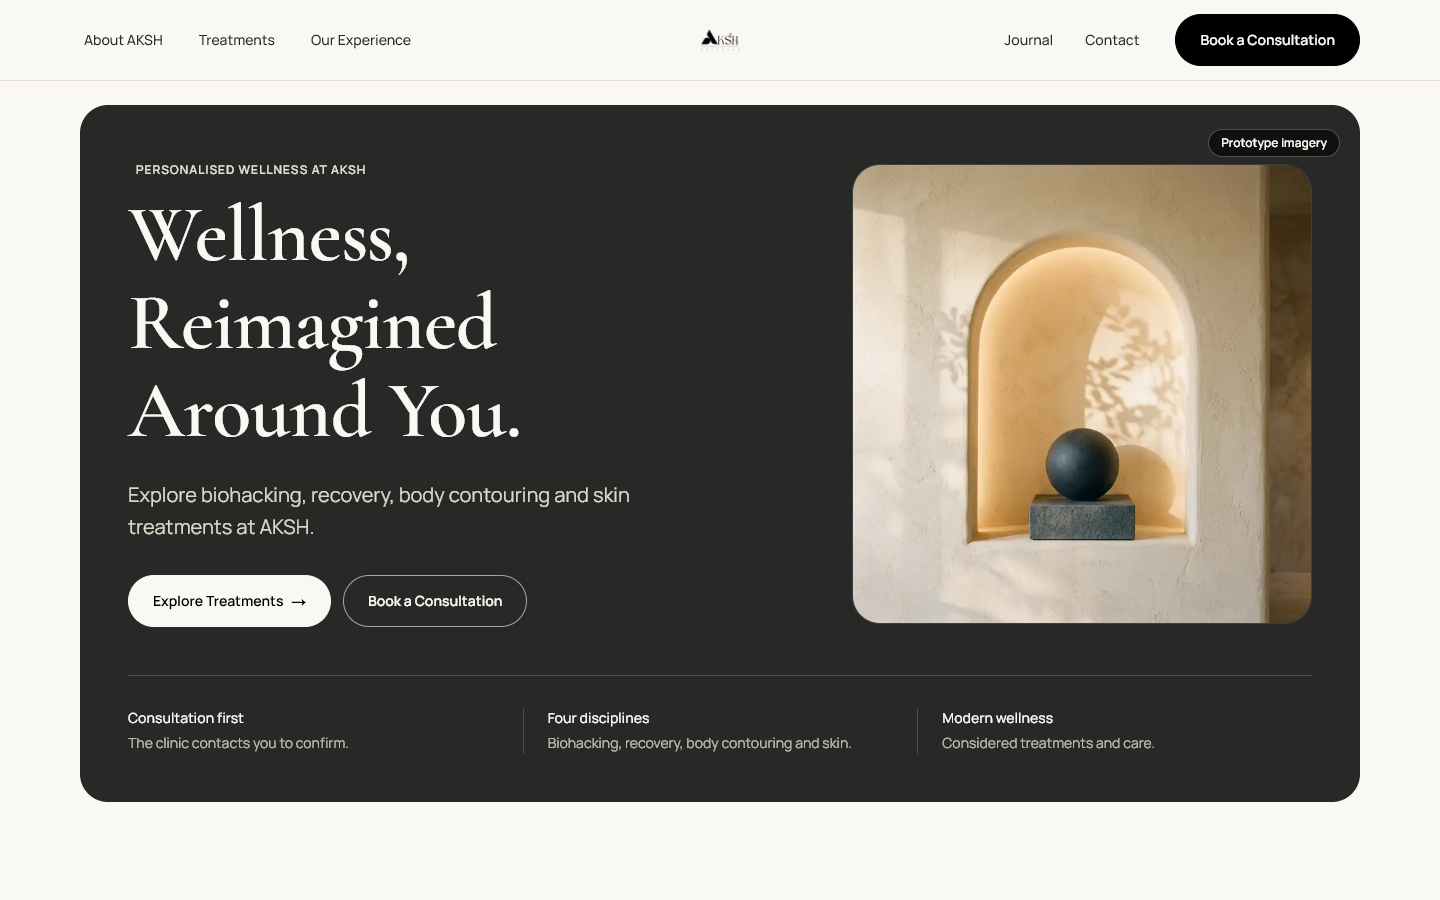 About AKSH
Treatments
Our Experience
AKSH
Journal
Contact
Book a Consultation
Prototype imagery
PERSONALISED WELLNESS AT AKSH
Wellness,
Reimagined
Around You.
Explore biohacking, recovery, body contouring and skin
treatments at AKSH.
Explore Treatments →
Book a Consultation
Consultation first
The clinic contacts you to confirm.
Four disciplines
Biohacking, recovery, body contouring and skin.
Modern wellness
Considered treatments and care.